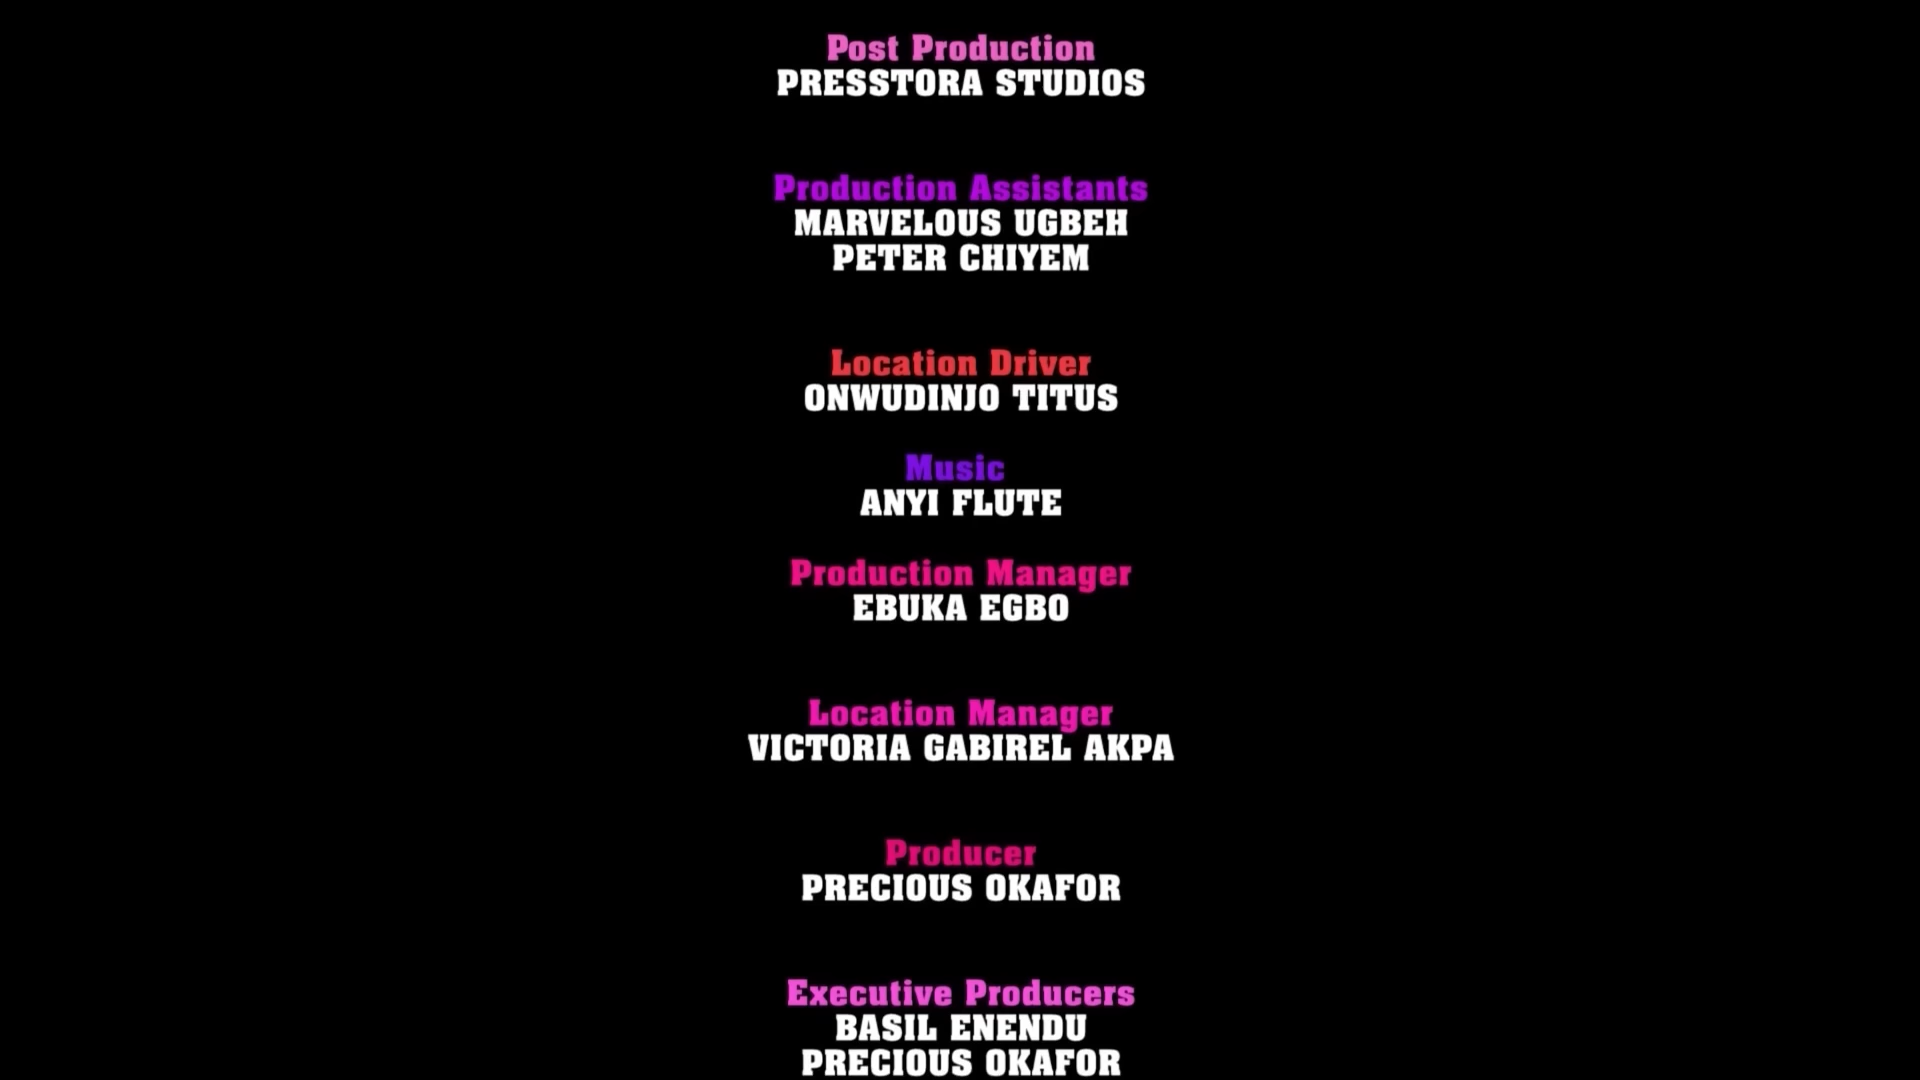 Post Production
PRESSTORA STUDIOS
Production Assistants
MARVELOUS UGBEH
PETER CHIYEM
Location Driver
ONWUDINJO TITUS
Music
ANYI FLUTE
Production Manager
EBUKA EGBO
Location Manager
VICTORIA GABIREL AKPA
Producer
PRECIOUS OKAFOR
Executive Producers
BASIL ENENDU
PRECIOUS OKAFOR